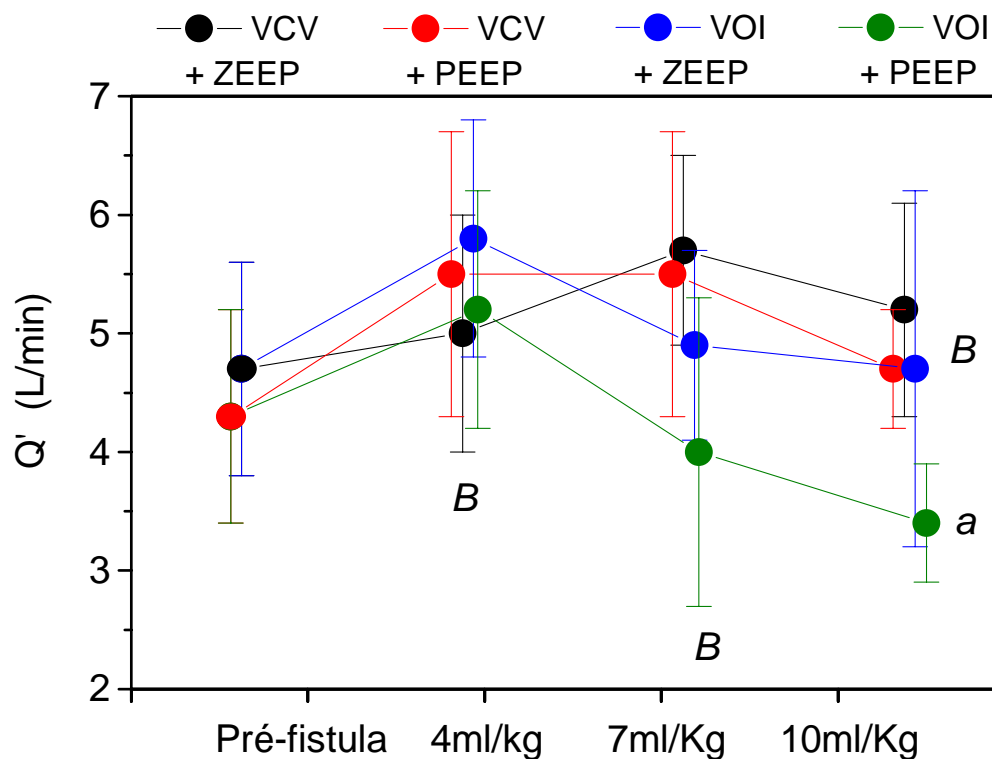 VCV VCV VOI VOI
+ ZEEP + PEEP + ZEEP + PEEP
7
6
5
4
3
2
Q' (L/min)
B
B
B
a
Pré-fistula 4ml/kg 7ml/Kg 10ml/Kg